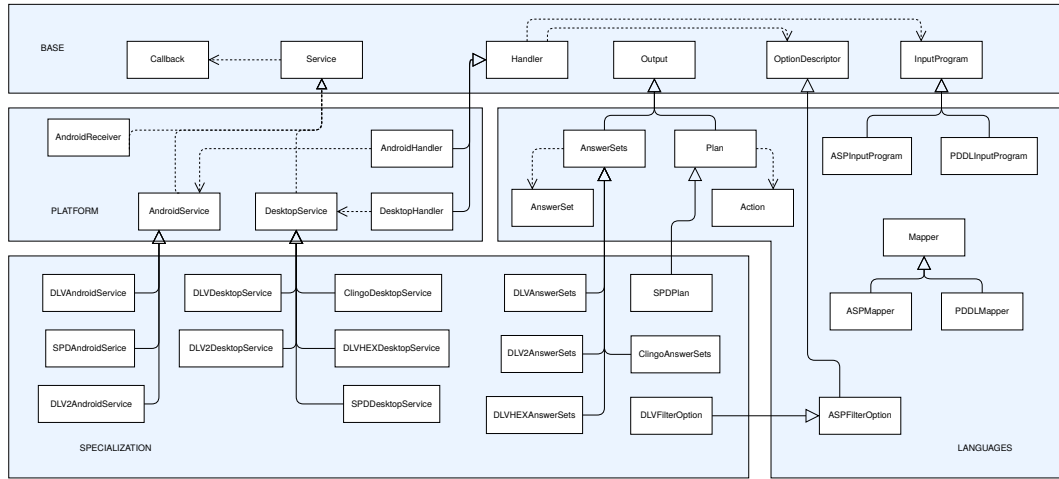 BASE
Callback
Service
Handler
Output
OptionDescriptor
InputProgram
AndroidReceiver
AndroidHandler
AndroidService
DesktopService
DesktopHandler
PLATFORM
AnswerSets
Plan
AnswerSet
Action
ASPInputProgram
PDDLInputProgram
Mapper
ASPMapper
PDDLMapper
ASPFilterOption
LANGUAGES
DLVAndroidService
DLVDesktopService
ClingoDesktopService
DLVAnswerSets
SPDPlan
SPDAndroidSerice
DLV2DesktopService
DLVHEXDesktopService
DLV2AnswerSets
ClingoAnswerSets
DLV2AndroidService
SPDDesktopService
DLVHEXAnswerSets
DLVFilterOption
SPECIALIZATION